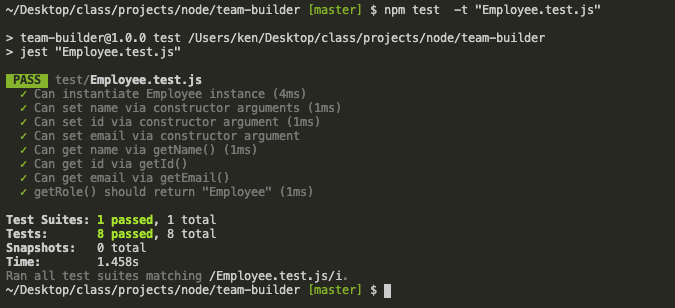 ~/Desktop/class/projects/node/team-builder [master] $ npm test  -t "Employee.test.js"
> team-builder@1.0.0 test /Users/ken/Desktop/class/projects/node/team-builder
> jest "Employee.test.js"
PASS test/Employee.test.js
✓ Can instantiate Employee instance (4ms)
✓ Can set name via constructor arguments (1ms)
✓ Can set id via constructor argument (1ms)
✓ Can set email via constructor argument
✓ Can get name via getName() (1ms)
✓ Can get id via getId()
✓ Can get email via getEmail()
✓ getRole() should return "Employee" (1ms)
Test Suites: 1 passed, 1 total
Tests:       8 passed, 8 total
Snapshots:   0 total
Time:        1.458s
Ran all test suites matching /Employee.test.js/i.
~/Desktop/class/projects/node/team-builder [master] $